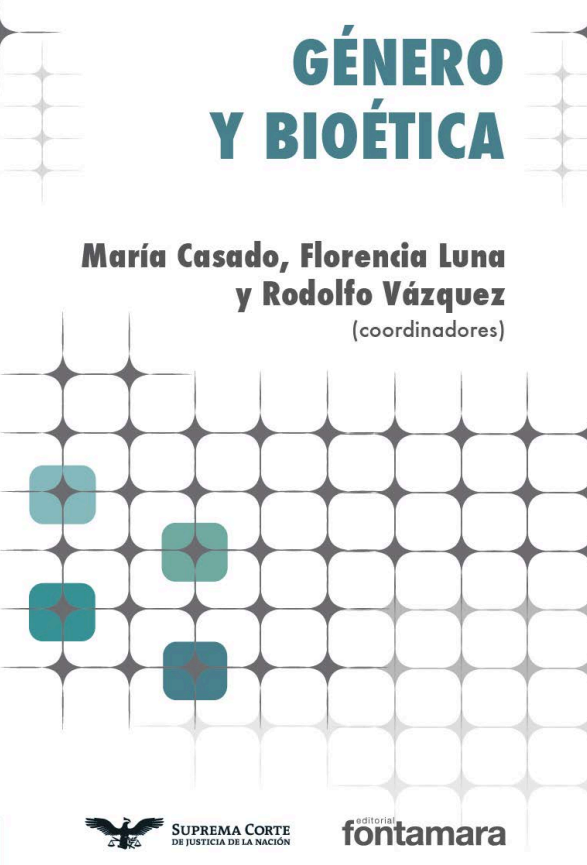 GÉNERO
Y BIOÉTICA
María Casado, Florencia Luna
y Rodolfo Vázquez
(coordinadores)
SUPREMA CORTE
DE JUSTICIA DE LA NACIÓN
editorial
fontamara